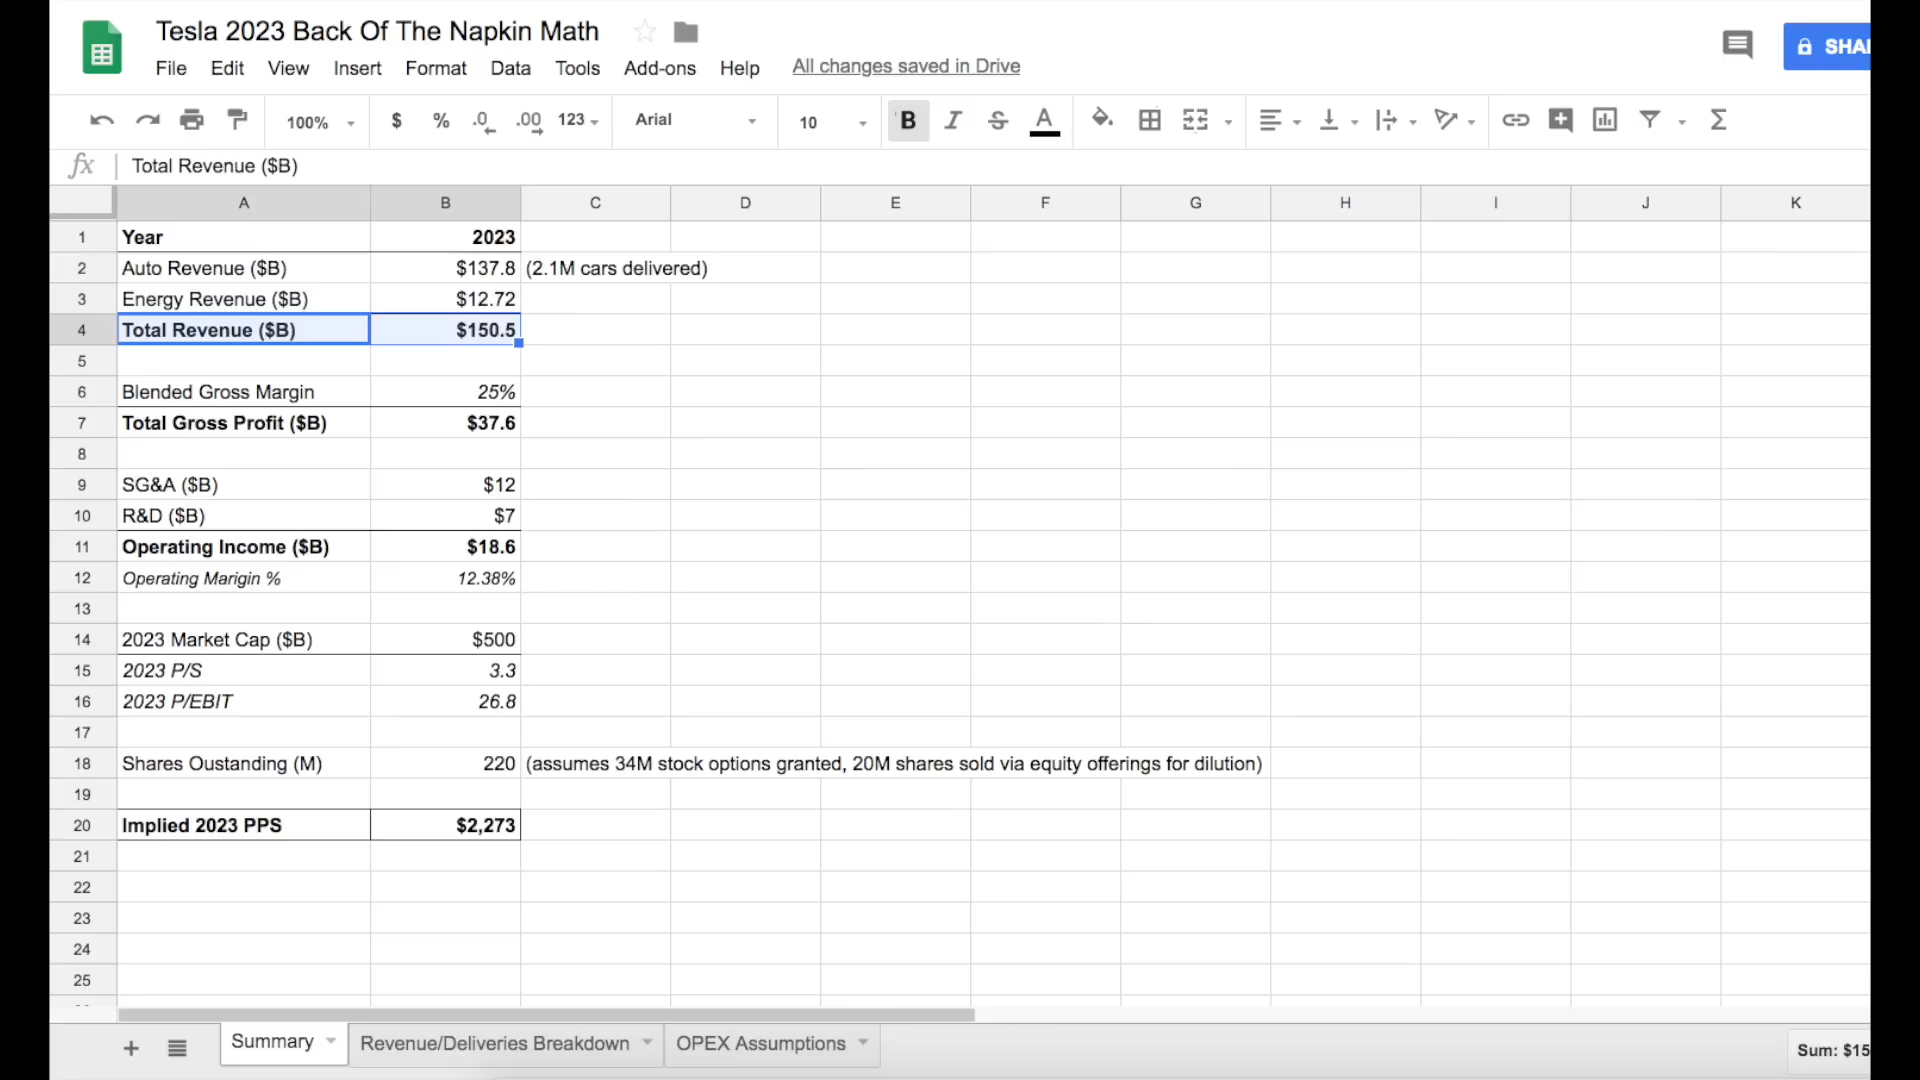 Tesla 2023 Back Of The Napkin Math
File Edit View Insert Format Data Tools Add-ons Help All changes saved in Drive
SHA
100% $ % .0 .00 123 Arial 10 B I S A
fx Total Revenue ($B)
A B C D E F G H I J K
1 Year 2023
2 Auto Revenue ($B) $137.8 (2.1M cars delivered)
3 Energy Revenue ($B) $12.72
4 Total Revenue ($B) $150.5
5
6 Blended Gross Margin 25%
7 Total Gross Profit ($B) $37.6
8
9 SG&A ($B) $12
10 R&D ($B) $7
11 Operating Income ($B) $18.6
12 Operating Marigin % 12.38%
13
14 2023 Market Cap ($B) $500
15 2023 P/S 3.3
16 2023 P/EBIT 26.8
17
18 Shares Oustanding (M) 220 (assumes 34M stock options granted, 20M shares sold via equity offerings for dilution)
19
20 Implied 2023 PPS $2,273
21
22
23
24
25
+ Summary Revenue/Deliveries Breakdown OPEX Assumptions Sum: $15